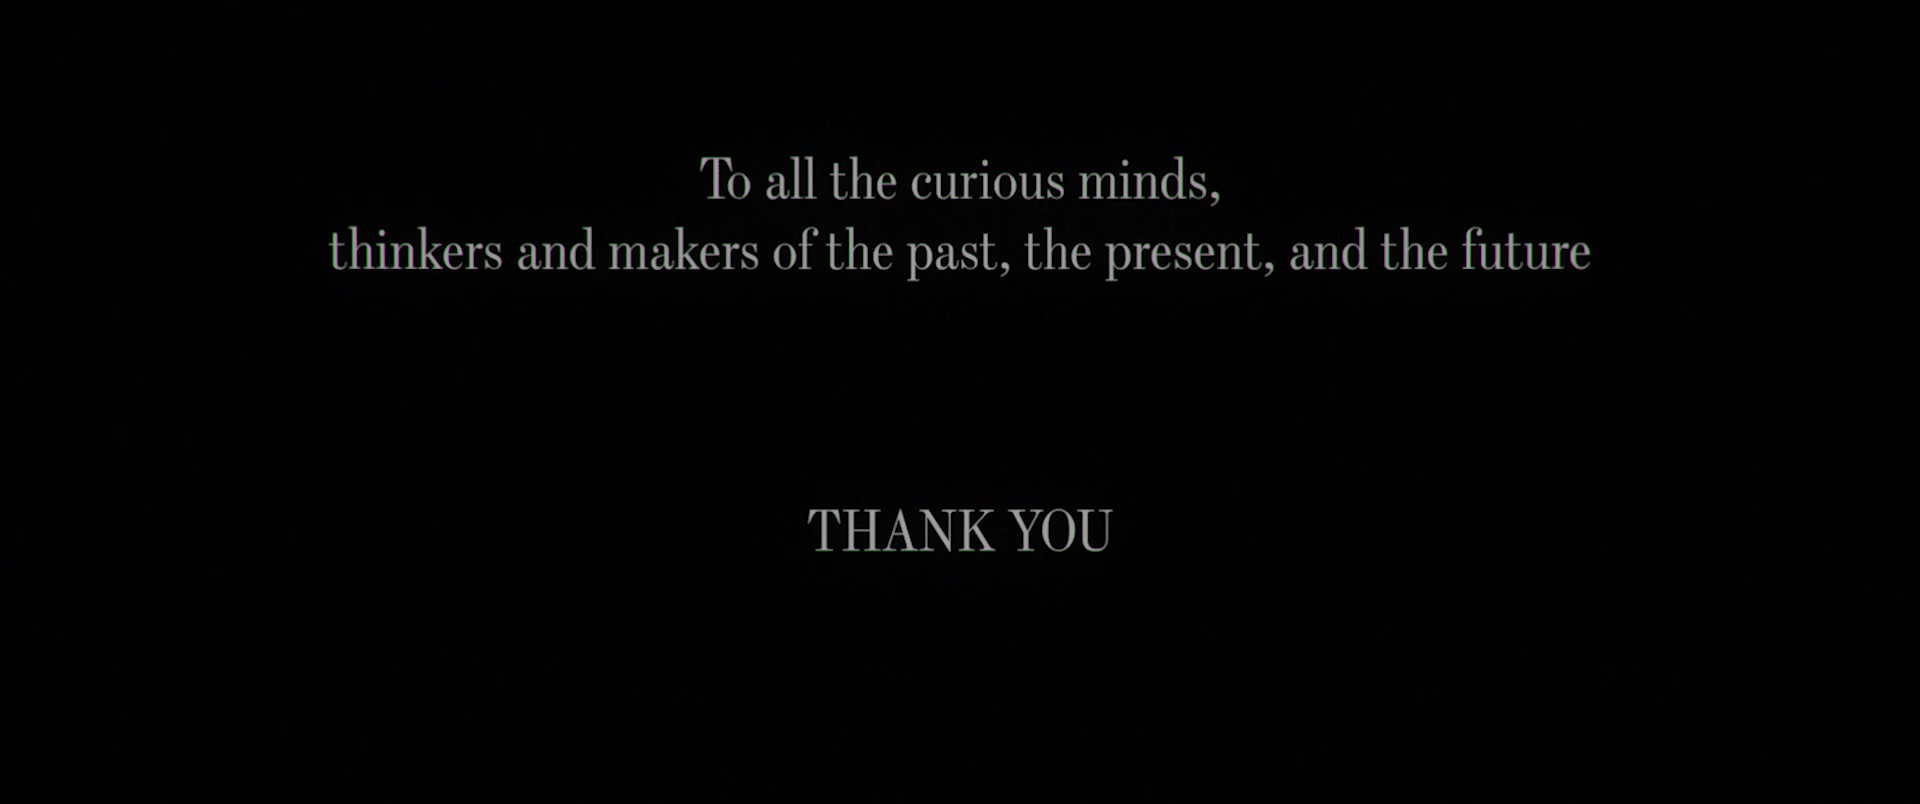 To all the curious minds,
thinkers and makers of the past, the present, and the future
THANK YOU